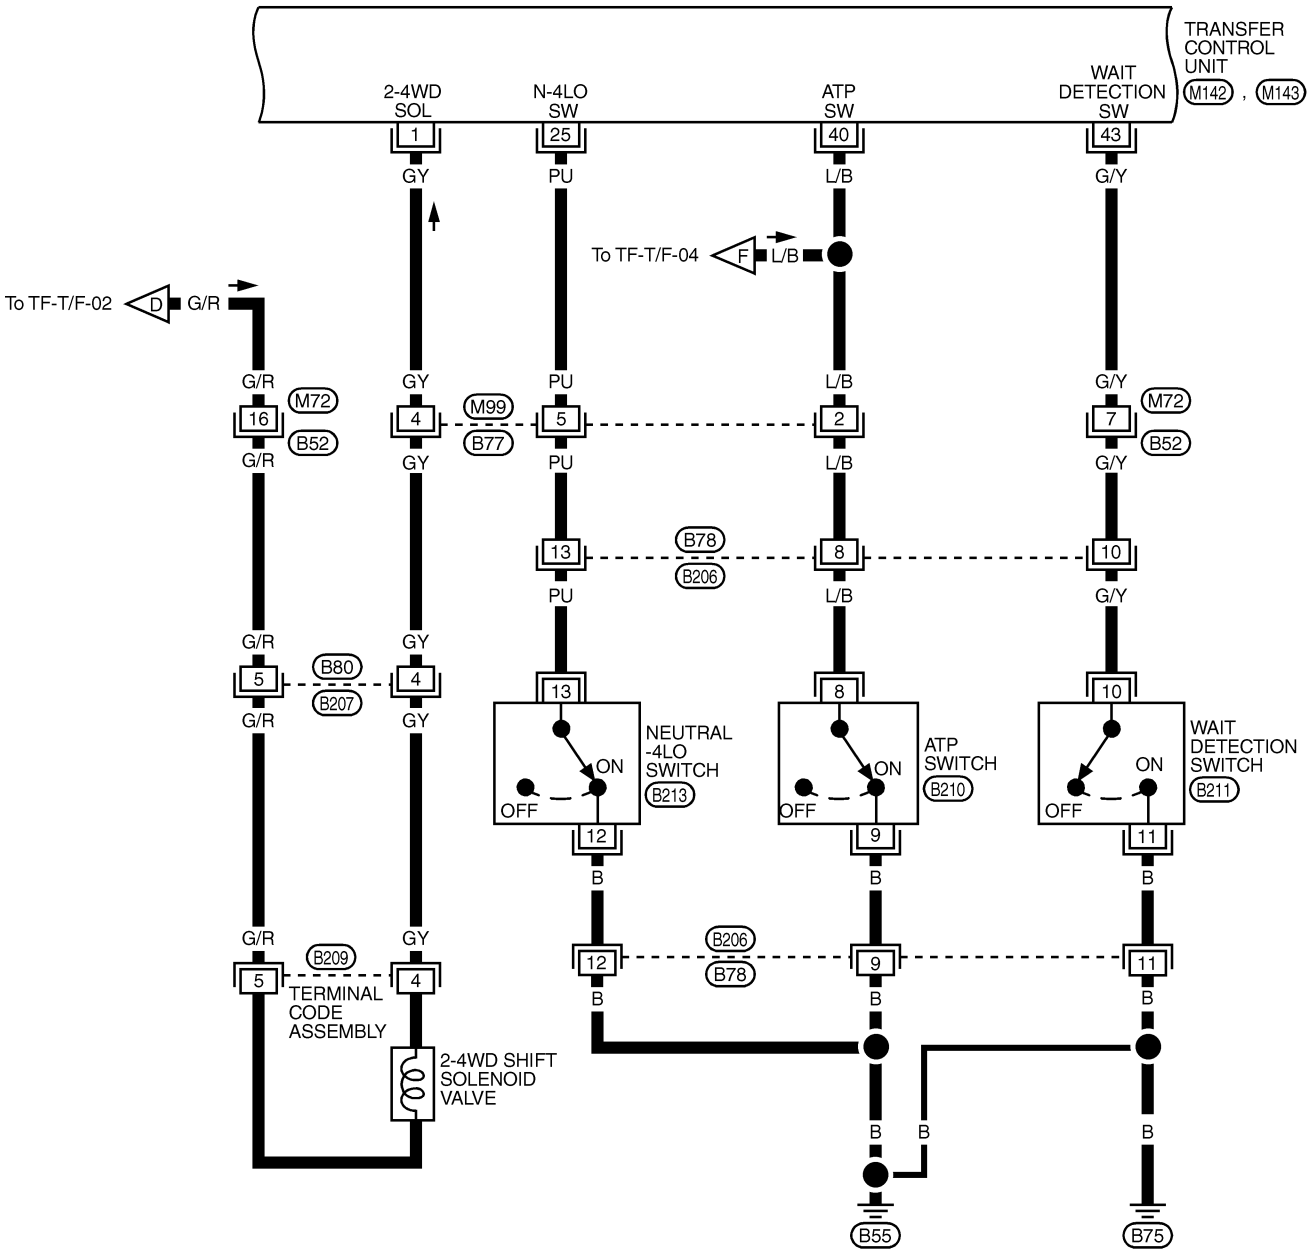 TRANSFER
CONTROL
UNIT
M142 , M143
2-4WD
SOL
N-4LO
SW
ATP
SW
WAIT
DETECTION
SW
1
25
40
43
GY
PU
L/B
G/Y
To TF-T/F-04
F
L/B
To TF-T/F-02
D
G/R
G/R
GY
PU
L/B
G/Y
16
M72
B52
4
M99
B77
5
2
7
M72
B52
G/R
GY
PU
L/B
G/Y
13
B78
B206
8
10
PU
L/B
G/Y
G/R
GY
5
B80
B207
4
G/R
GY
13
8
10
NEUTRAL
-4LO
SWITCH
B213
ON
OFF
ATP
SWITCH
B210
ON
OFF
WAIT
DETECTION
SWITCH
B211
ON
OFF
12
9
11
B
B
B
G/R
GY
B209
5
4
TERMINAL
CODE
ASSEMBLY
12
B206
B78
9
11
B
B
B
2-4WD SHIFT
SOLENOID
VALVE
B
B
B
B55
B75